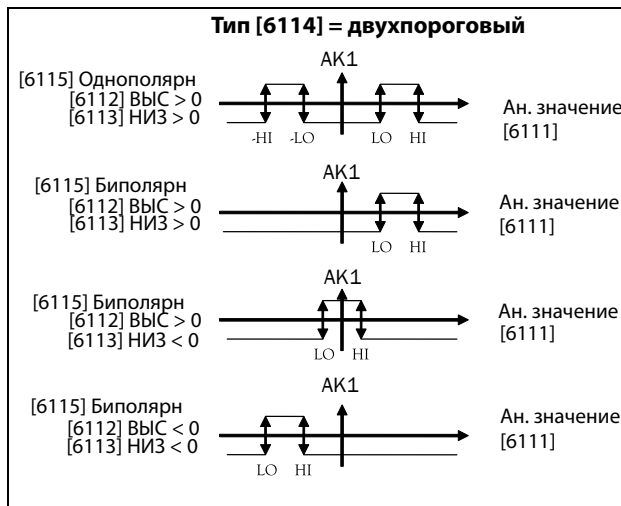 Тип [6114] = двухпороговый
AK1
[6115] Однополярн
[6112] ВЫС > 0
[6113] НИЗ > 0
-HI -LO LO HI
Ан. значение
[6111]
AK1
[6115] Биполярн
[6112] ВЫС > 0
[6113] НИЗ > 0
LO HI
Ан. значение
[6111]
AK1
[6115] Биполярн
[6112] ВЫС > 0
[6113] НИЗ < 0
LO HI
Ан. значение
[6111]
AK1
[6115] Биполярн
[6112] ВЫС < 0
[6113] НИЗ < 0
LO HI
Ан. значение
[6111]